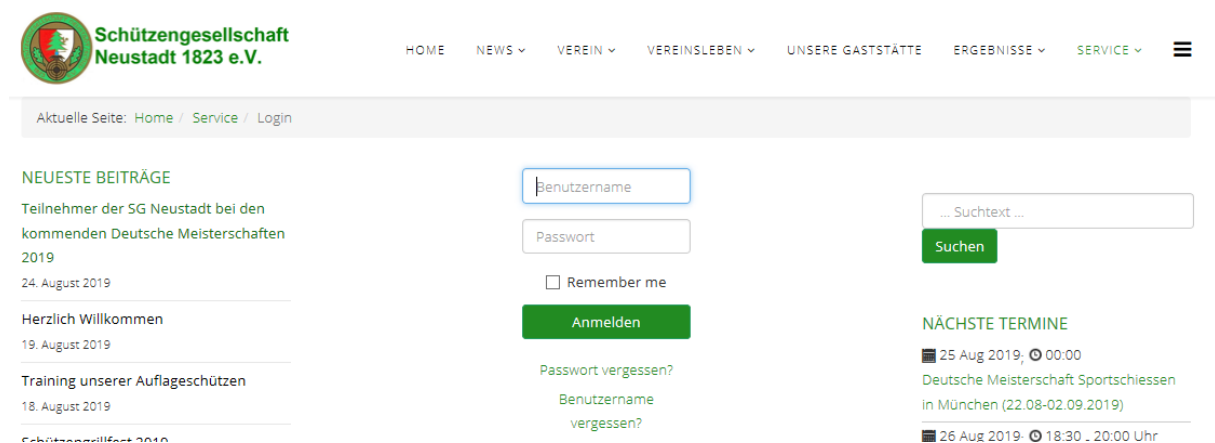 Schützengesellschaft
Neustadt 1823 e.V.
HOME NEWS VEREIN VEREINSLEBEN UNSERE GASTSTÄTTE ERGEBNISSE SERVICE
Aktuelle Seite: Home / Service / Login
NEUESTE BEITRÄGE
Teilnehmer der SG Neustadt bei den
kommenden Deutsche Meisterschaften
2019
24. August 2019
Herzlich Willkommen
19. August 2019
Training unserer Auflageschützen
18. August 2019
Schützengrillfest 2019
Benutzername
Passwort
Remember me
Anmelden
Passwort vergessen?
Benutzername
vergessen?
... Suchtext ...
Suchen
NÄCHSTE TERMINE
25 Aug 2019; 00:00
Deutsche Meisterschaft Sportschiessen
in München (22.08-02.09.2019)
26 Aug 2019; 18:30 - 20:00 Uhr